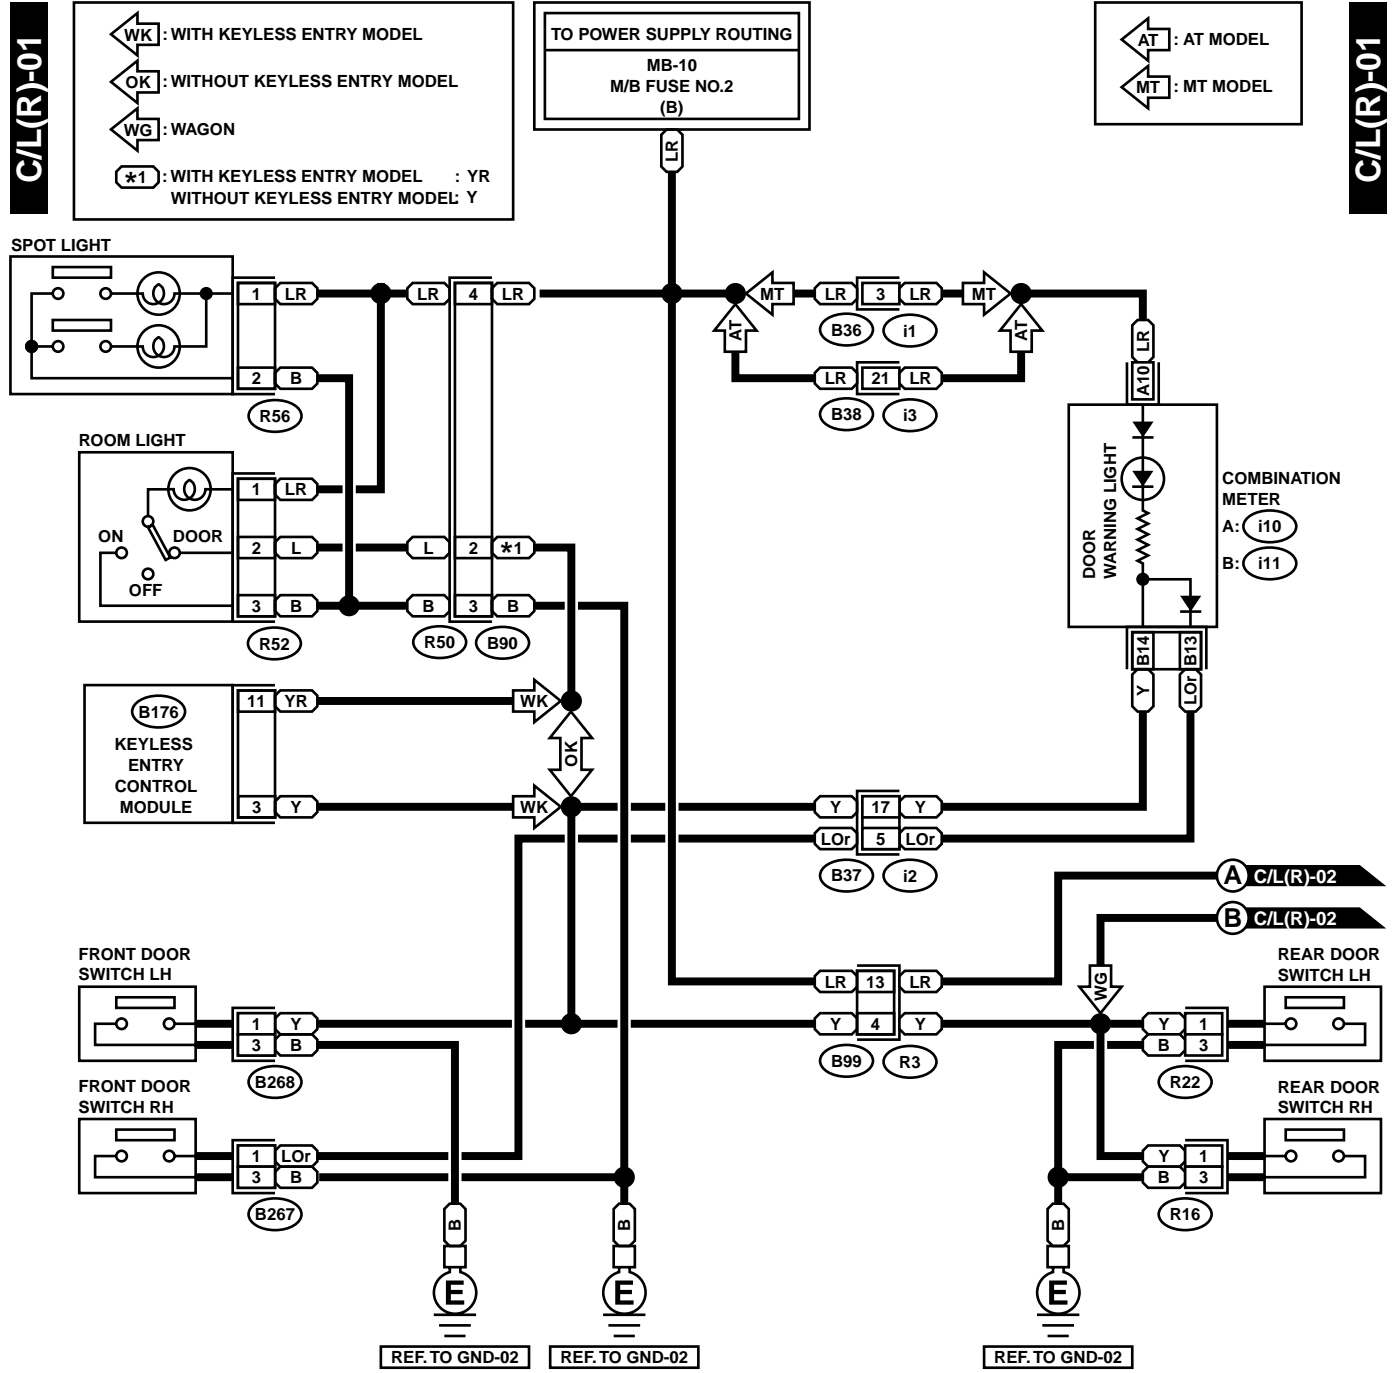 C/L(R)-01
WK : WITH KEYLESS ENTRY MODEL
OK : WITHOUT KEYLESS ENTRY MODEL
WG : WAGON
*1 : WITH KEYLESS ENTRY MODEL : YR
WITHOUT KEYLESS ENTRY MODEL : Y
TO POWER SUPPLY ROUTING
MB-10
M/B FUSE NO.2
(B)
LR
AT : AT MODEL
MT : MT MODEL
C/L(R)-01
SPOT LIGHT
1 LR
LR 4 LR
MT
LR 3 LR
MT
B36 i1
AT
AT
LR 21 LR
B38 i3
LR
A10
2 B
R56
ROOM LIGHT
1 LR
ON
DOOR
OFF
2 L
L 2 *1
3 B
B 3 B
R52
R50 B90
DOOR
WARNING LIGHT
COMBINATION
METER
A: i10
B: i11
B14 B13
Y LOr
B176
KEYLESS
ENTRY
CONTROL
MODULE
11 YR
WK
OK
3 Y
WK
Y 17 Y
LOr 5 LOr
B37 i2
A C/L(R)-02
B C/L(R)-02
WG
FRONT DOOR
SWITCH LH
1 Y
3 B
B268
LR 13 LR
Y 4 Y
B99 R3
REAR DOOR
SWITCH LH
Y 1
B 3
R22
FRONT DOOR
SWITCH RH
1 LOr
3 B
B267
REAR DOOR
SWITCH RH
Y 1
B 3
R16
B
B
B
E
E
E
REF. TO GND-02
REF. TO GND-02
REF. TO GND-02